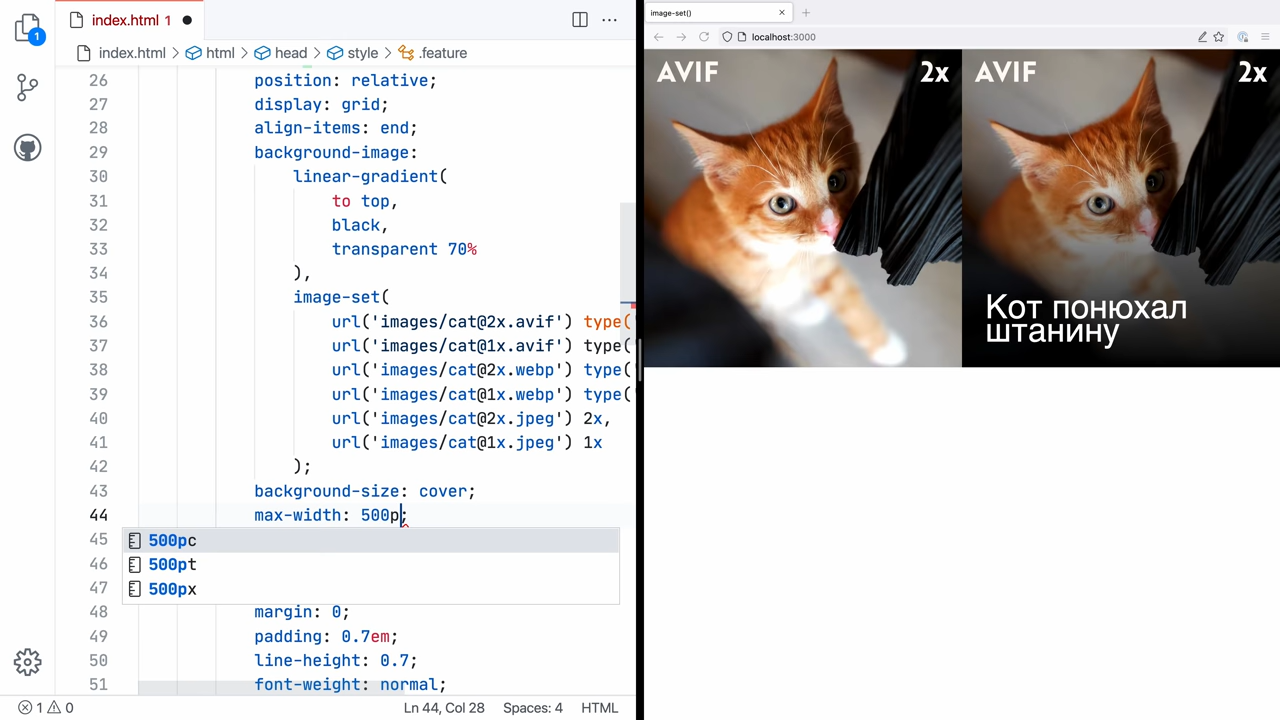 index.html 1
index.html > html > head > style > .feature
1
26 position: relative;
27 display: grid;
28 align-items: end;
29 background-image:
30 linear-gradient(
31 to top,
32 black,
33 transparent 70%
34 ),
35 image-set(
36 url('images/cat@2x.avif') type(
37 url('images/cat@1x.avif') type(
38 url('images/cat@2x.webp') type(
39 url('images/cat@1x.webp') type(
40 url('images/cat@2x.jpeg') 2x,
41 url('images/cat@1x.jpeg') 1x
42 );
43 background-size: cover;
44 max-width: 500p;
45 500pc
46 500pt
47 500px
48 margin: 0;
49 padding: 0.7em;
50 line-height: 0.7;
51 font-weight: normal;
1 0
Ln 44, Col 28 Spaces: 4 HTML
image-set()
localhost:3000
AVIF 2x
AVIF 2x
Кот понюхал
штанину